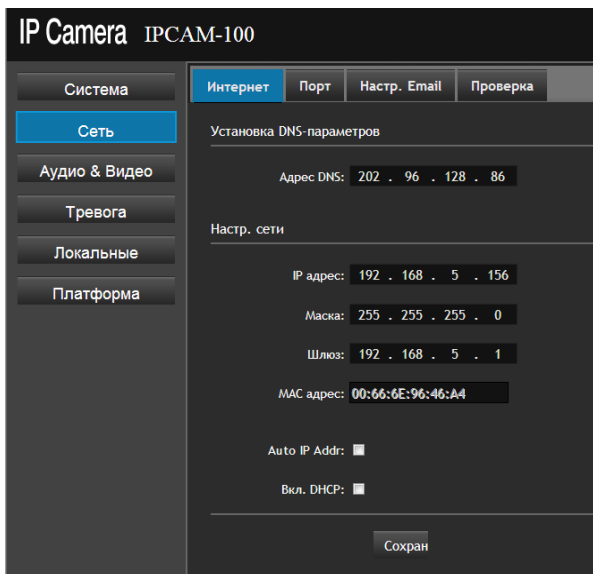 IP Camera IPCAM-100
Система
Сеть
Аудио & Видео
Тревога
Локальные
Платформа
Интернет Порт Настр. Email Проверка
Установка DNS-параметров
Адрес DNS: 202 . 96 . 128 . 86
Настр. сети
IP адрес: 192 . 168 . 5 . 156
Маска: 255 . 255 . 255 . 0
Шлюз: 192 . 168 . 5 . 1
MAC адрес: 00:66:6E:96:46:A4
Auto IP Addr:
Вкл. DHCP:
Сохран